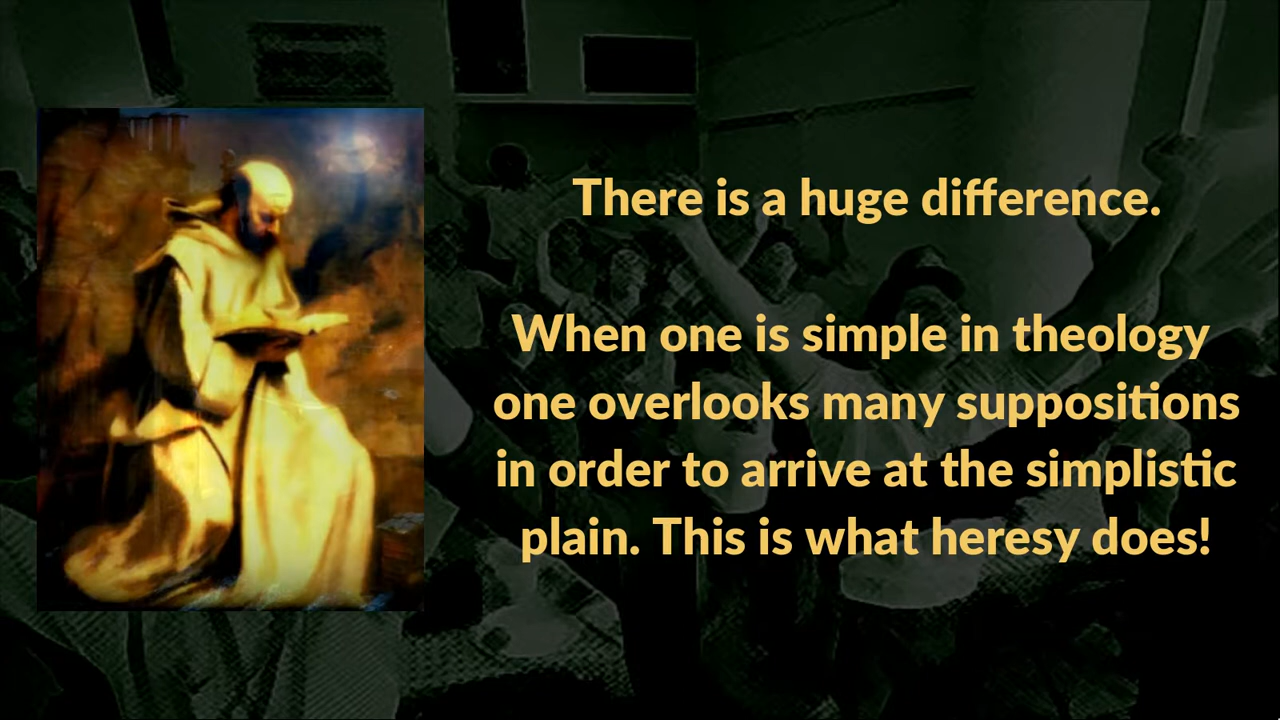 There is a huge difference.
When one is simple in theology
one overlooks many suppositions
in order to arrive at the simplistic
plain. This is what heresy does!